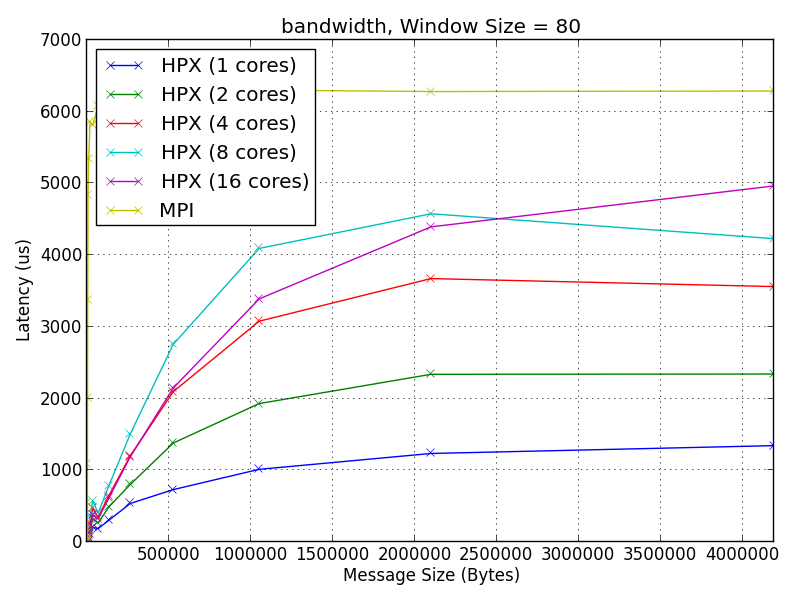 bandwidth, Window Size = 80
7000
6000
5000
4000
3000
2000
1000
0
Latency (us)
HPX (1 cores)
HPX (2 cores)
HPX (4 cores)
HPX (8 cores)
HPX (16 cores)
MPI
500000 1000000 1500000 2000000 2500000 3000000 3500000 4000000
Message Size (Bytes)